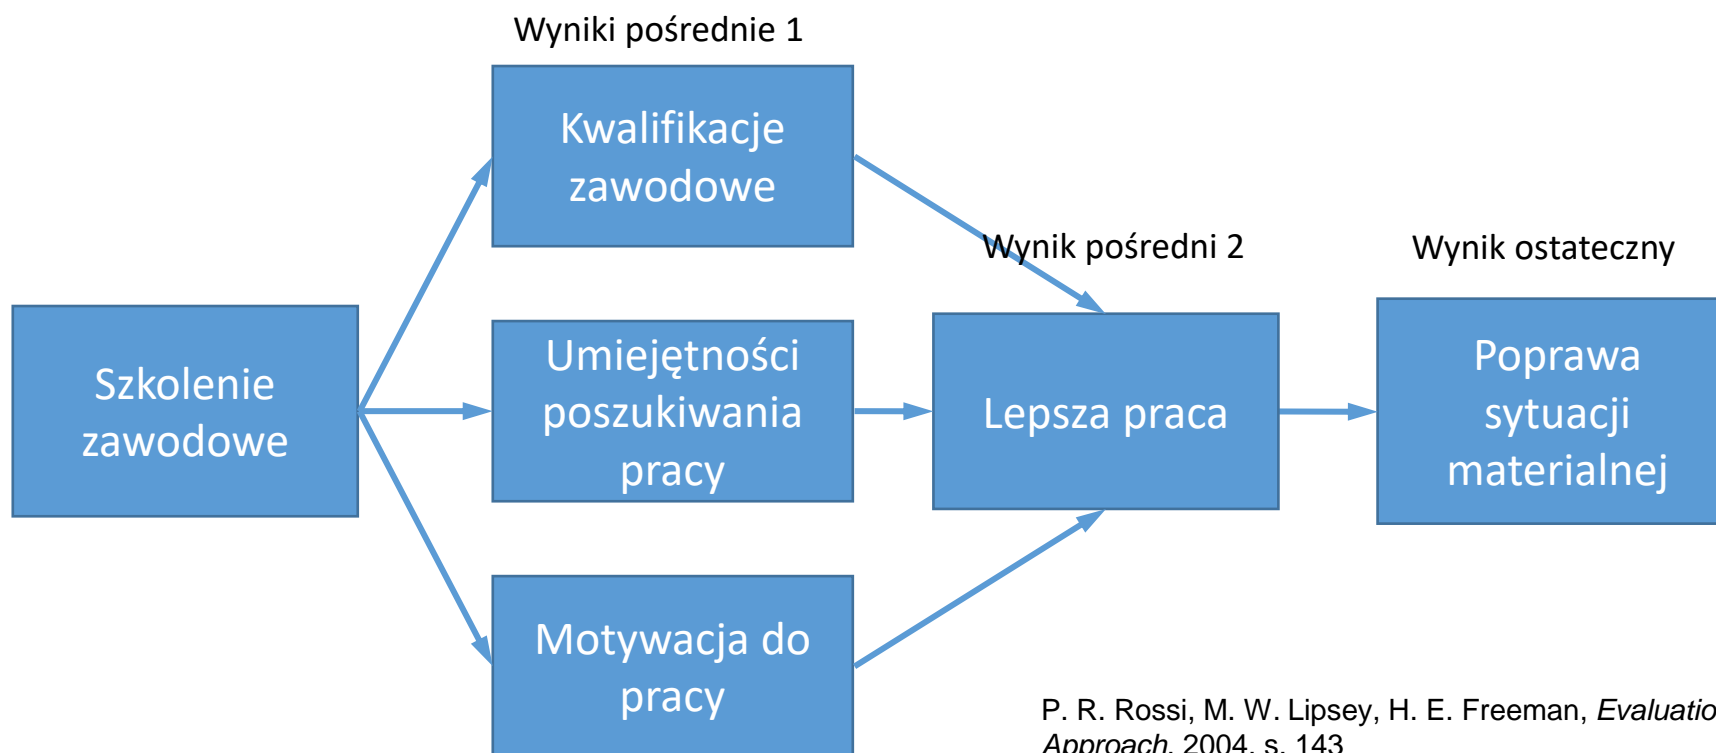 Wyniki pośrednie 1
Kwalifikacje
zawodowe
Wynik pośredni 2
Wynik ostateczny
Szkolenie
zawodowe
Umiejętności
poszukiwania
pracy
Lepsza praca
Poprawa
sytuacji
materialnej
Motywacja do
pracy
P. R. Rossi, M. W. Lipsey, H. E. Freeman, Evaluatio
Approach, 2004, s. 143